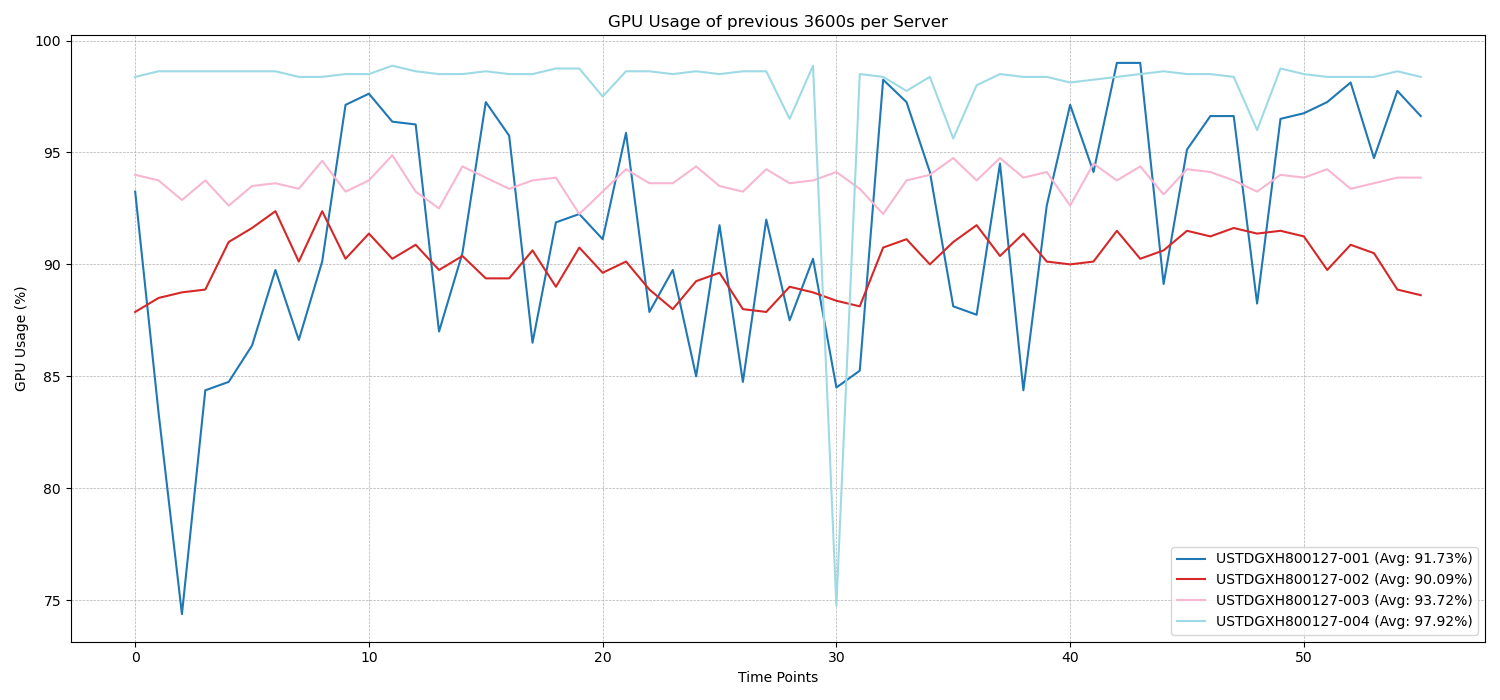 GPU Usage of previous 3600s per Server
GPU Usage (%)
100
95
90
85
80
75
USTDGXH800127-001 (Avg: 91.73%)
USTDGXH800127-002 (Avg: 90.09%)
USTDGXH800127-003 (Avg: 93.72%)
USTDGXH800127-004 (Avg: 97.92%)
0 10 20 30 40 50
Time Points